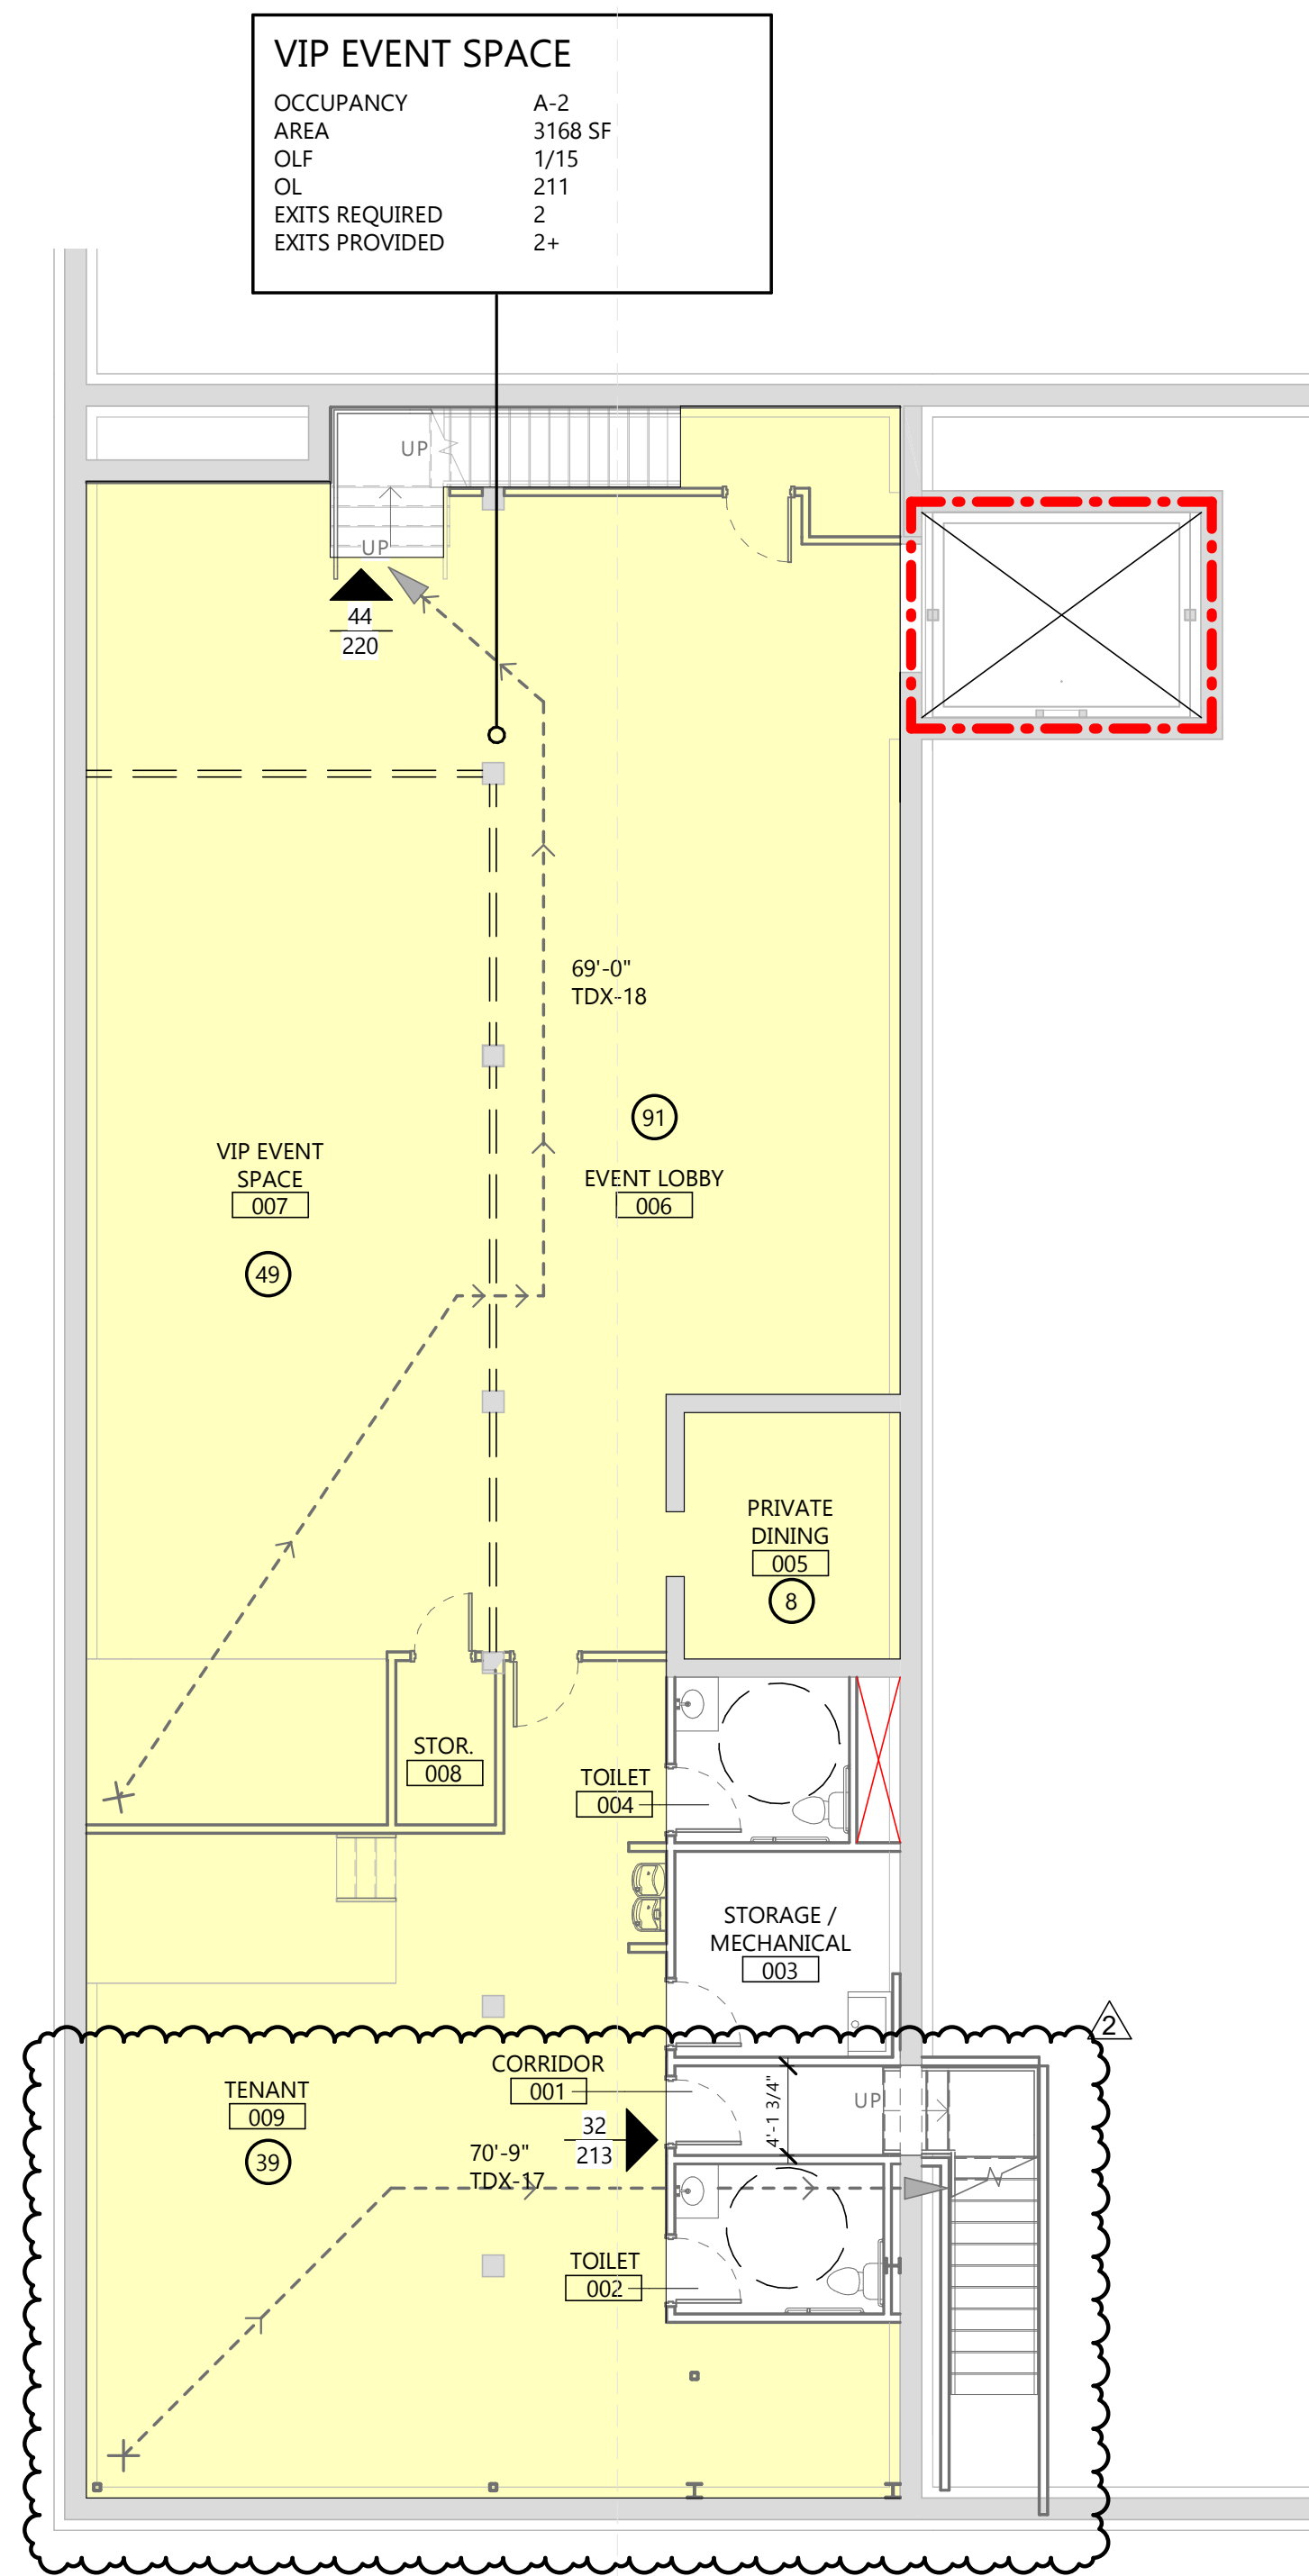 VIP EVENT SPACE
OCCUPANCY A-2
AREA 3168 SF
OLF 1/15
OL 211
EXITS REQUIRED 2
EXITS PROVIDED 2+
UP
UP
44
220
69'-0"
TDX-18
91
VIP EVENT
SPACE
007
49
EVENT LOBBY
006
PRIVATE
DINING
005
8
STOR.
008
TOILET
004
STORAGE /
MECHANICAL
003
2
CORRIDOR
001
TENANT
009
39
32
213
4'-1 3/4"
UP
70'-9"
TDX-17
TOILET
002